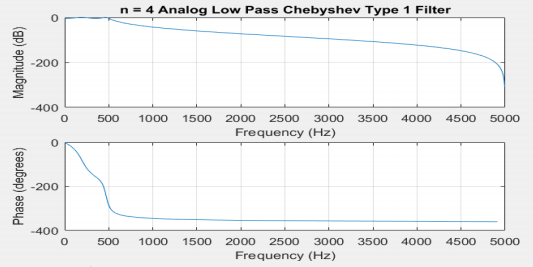 n = 4 Analog Low Pass Chebyshev Type 1 Filter
Magnitude (dB)
0
-200
-400
0 500 1000 1500 2000 2500 3000 3500 4000 4500 5000
Frequency (Hz)
Phase (degrees)
0
-200
-400
0 500 1000 1500 2000 2500 3000 3500 4000 4500 5000
Frequency (Hz)